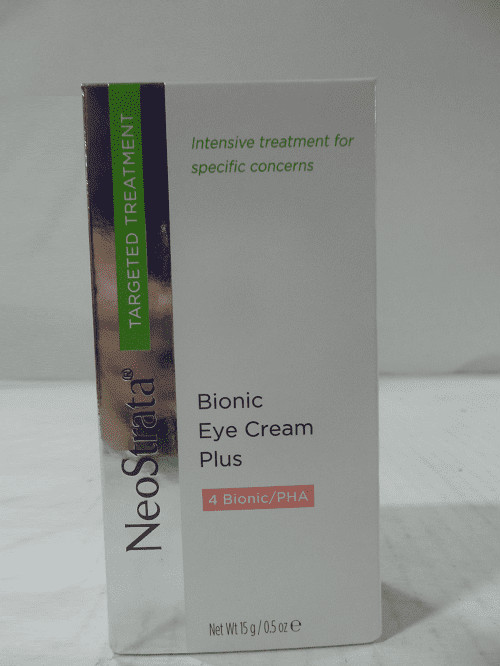 TARGETED TREATMENT
NeoStrata®
Intensive treatment for
specific concerns
Bionic
Eye Cream
Plus
4 Bionic/PHA
Net Wt 15 g / 0.5 oz ℮